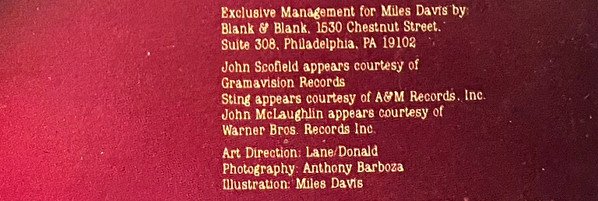 Exclusive Management for Miles Davis by:
Blank & Blank, 1530 Chestnut Street,
Suite 308, Philadelphia, PA 19102
John Scofield appears courtesy of
Gramavision Records
Sting appears courtesy of A&M Records, Inc.
John McLaughlin appears courtesy of
Warner Bros. Records Inc.
Art Direction: Lane/Donald
Photography: Anthony Barboza
Illustration: Miles Davis